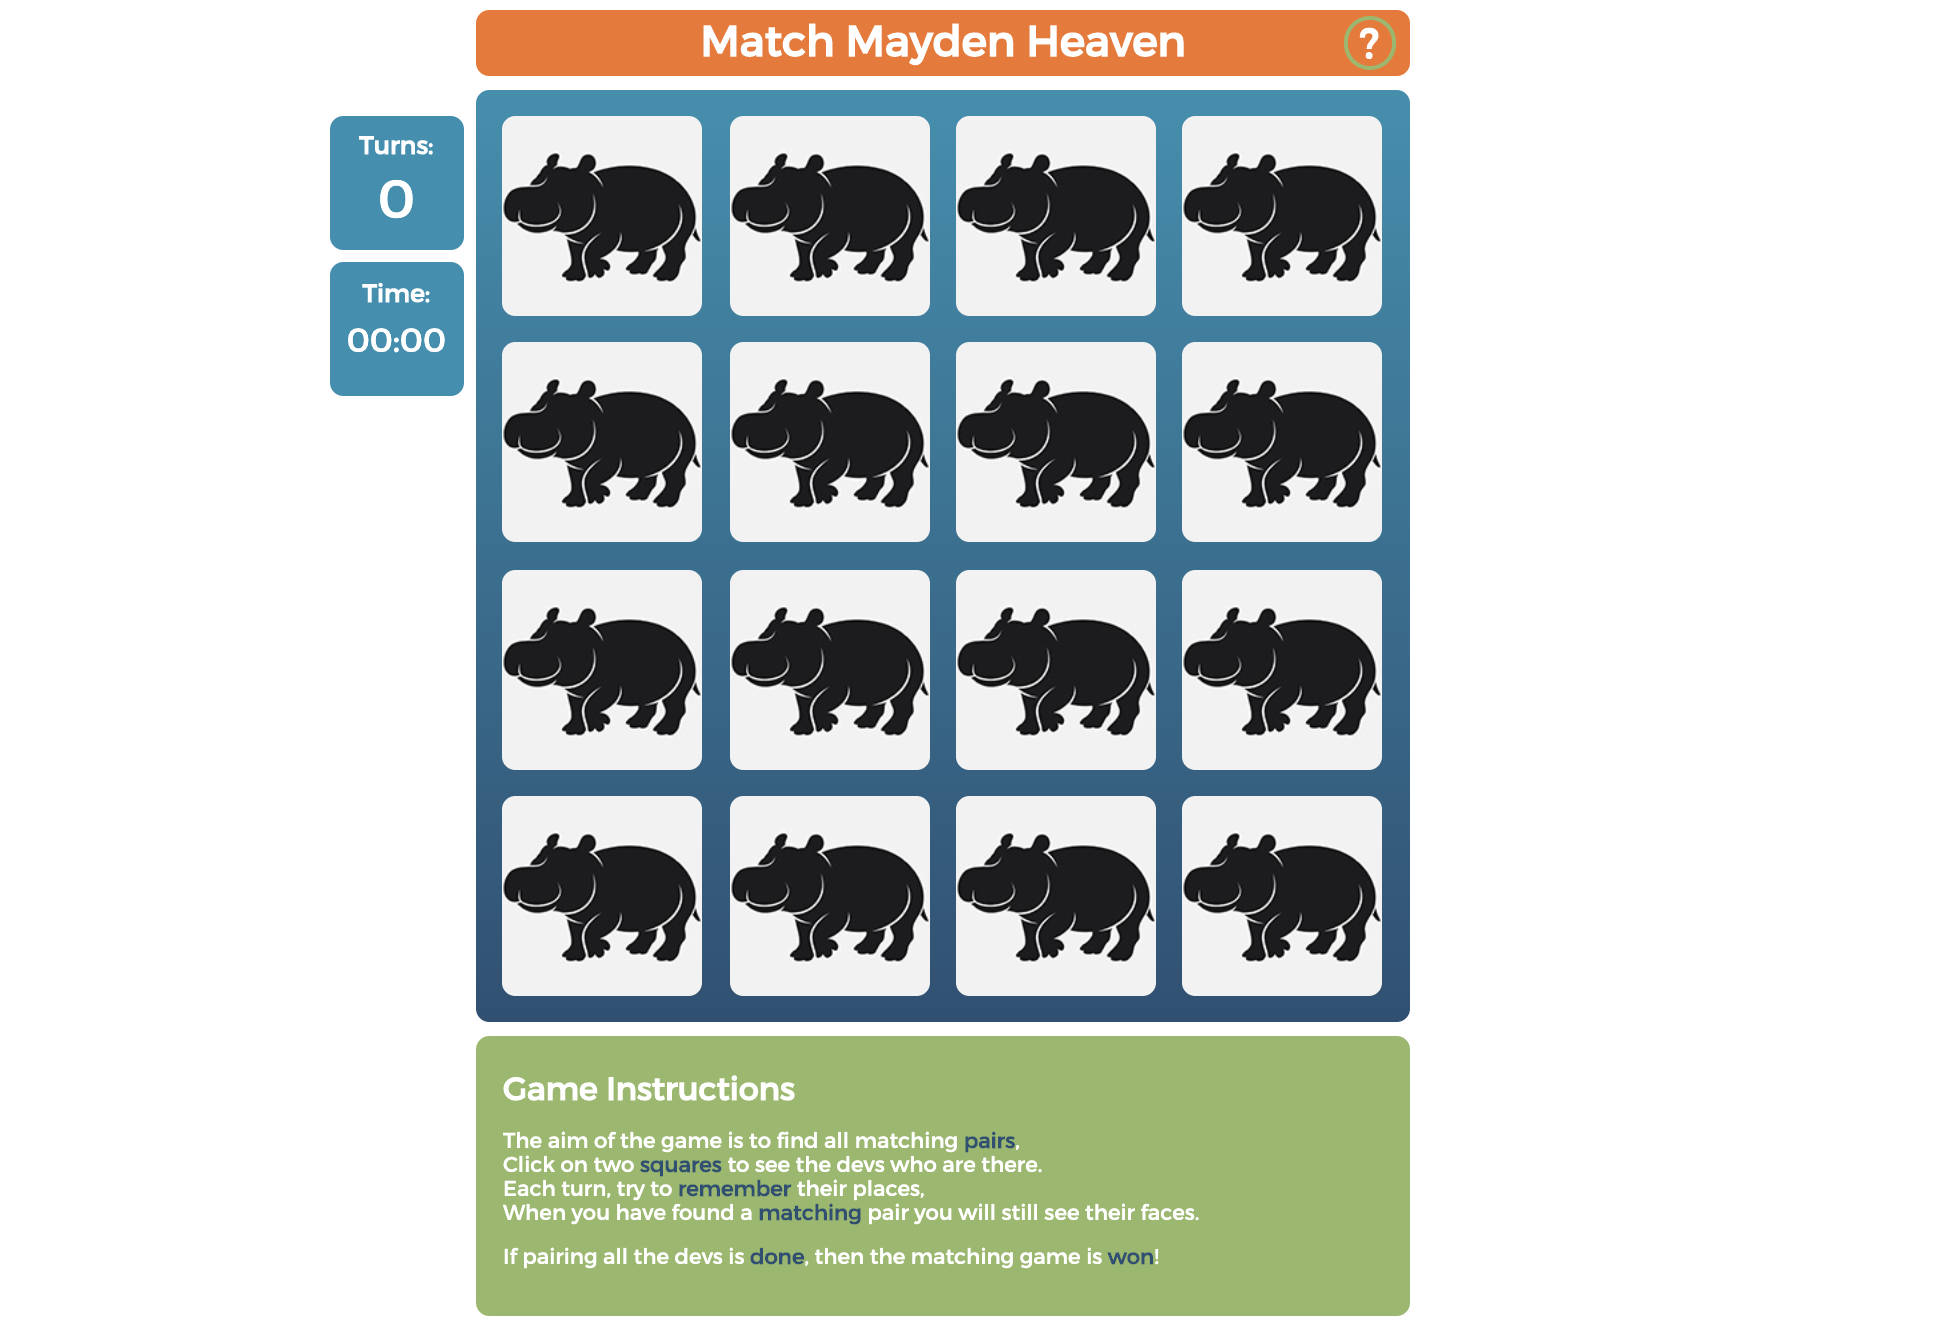 Match Mayden Heaven
?
Turns:
0
Time:
00:00
Game Instructions
The aim of the game is to find all matching pairs,
Click on two squares to see the devs who are there.
Each turn, try to remember their places,
When you have found a matching pair you will still see their faces.
If pairing all the devs is done, then the matching game is won!